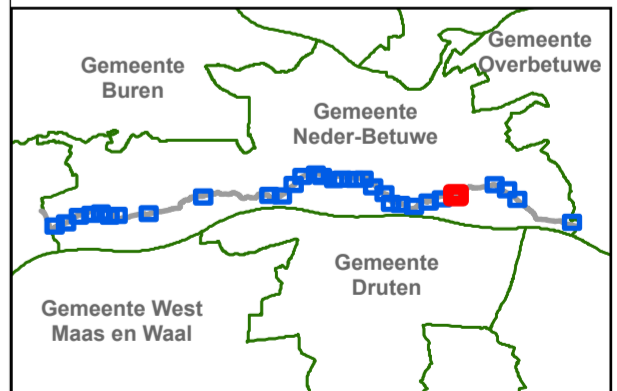 Gemeente
Overbetuwe
Gemeente
Buren
Gemeente
Neder-Betuwe
Gemeente
Druten
Gemeente West
Maas en Waal